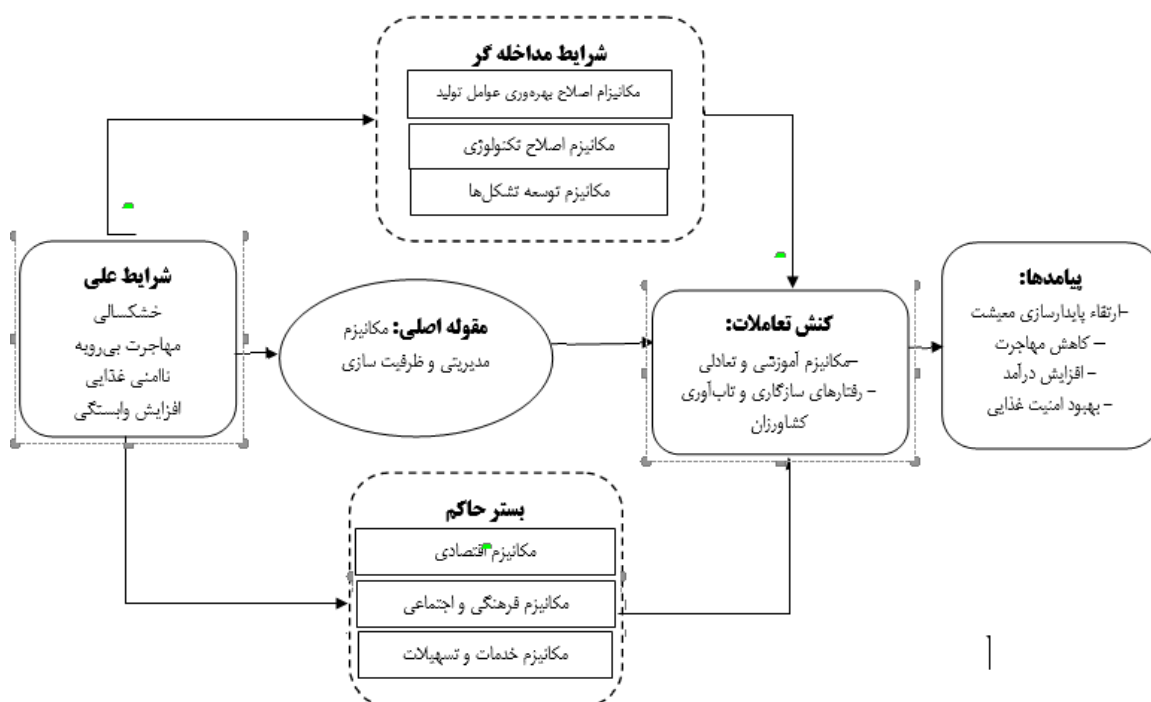 شرایط مداخله گر
مکانیزام اصلاح بهره‌وری عوامل تولید
مکانیزم اصلاح تکنولوژی
مکانیزم توسعه تشکل‌ها
شرایط علی
خشکسالی
مهاجرت بی‌رویه
ناامنی غذایی
افزایش وابستگی
مقوله اصلی: مکانیزم
مدیریتی و ظرفیت سازی
کنش تعاملات:
–مکانیزم آموزشی و تعادلی
– رفتارهای سازگاری و تاب‌آوری
کشاورزان
پیامدها:
–ارتقاء پایدارسازی معیشت
– کاهش مهاجرت
– افزایش درآمد
– بهبود امنیت غذایی
بستر حاکم
مکانیزم اقتصادی
مکانیزم فرهنگی و اجتماعی
مکانیزم خدمات و تسهیلات